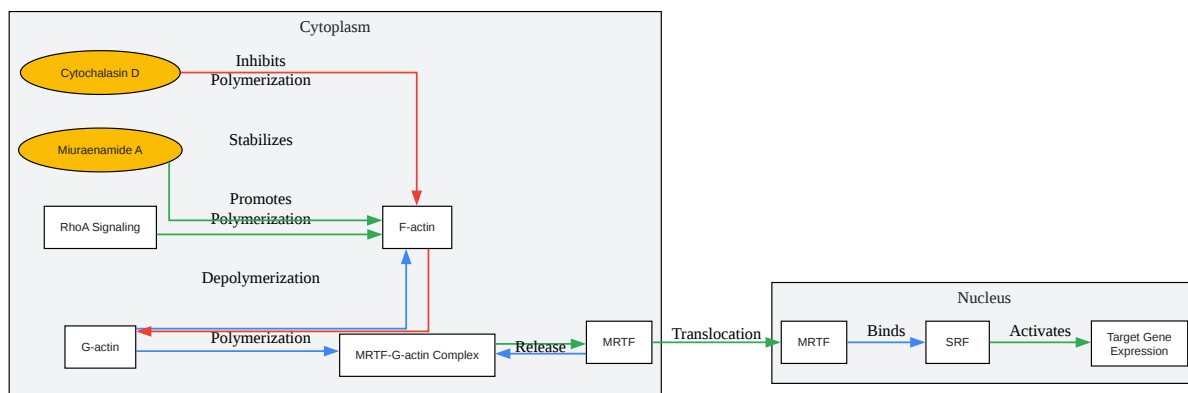 Cytoplasm
Cytochalasin D
Inhibits
Polymerization
Miuraenamide A
Stabilizes
Promotes
Polymerization
RhoA Signaling
F-actin
Depolymerization
G-actin
Polymerization
MRTF-G-actin Complex
Release
MRTF
Translocation
Nucleus
MRTF
Binds
SRF
Activates
Target Gene
Expression